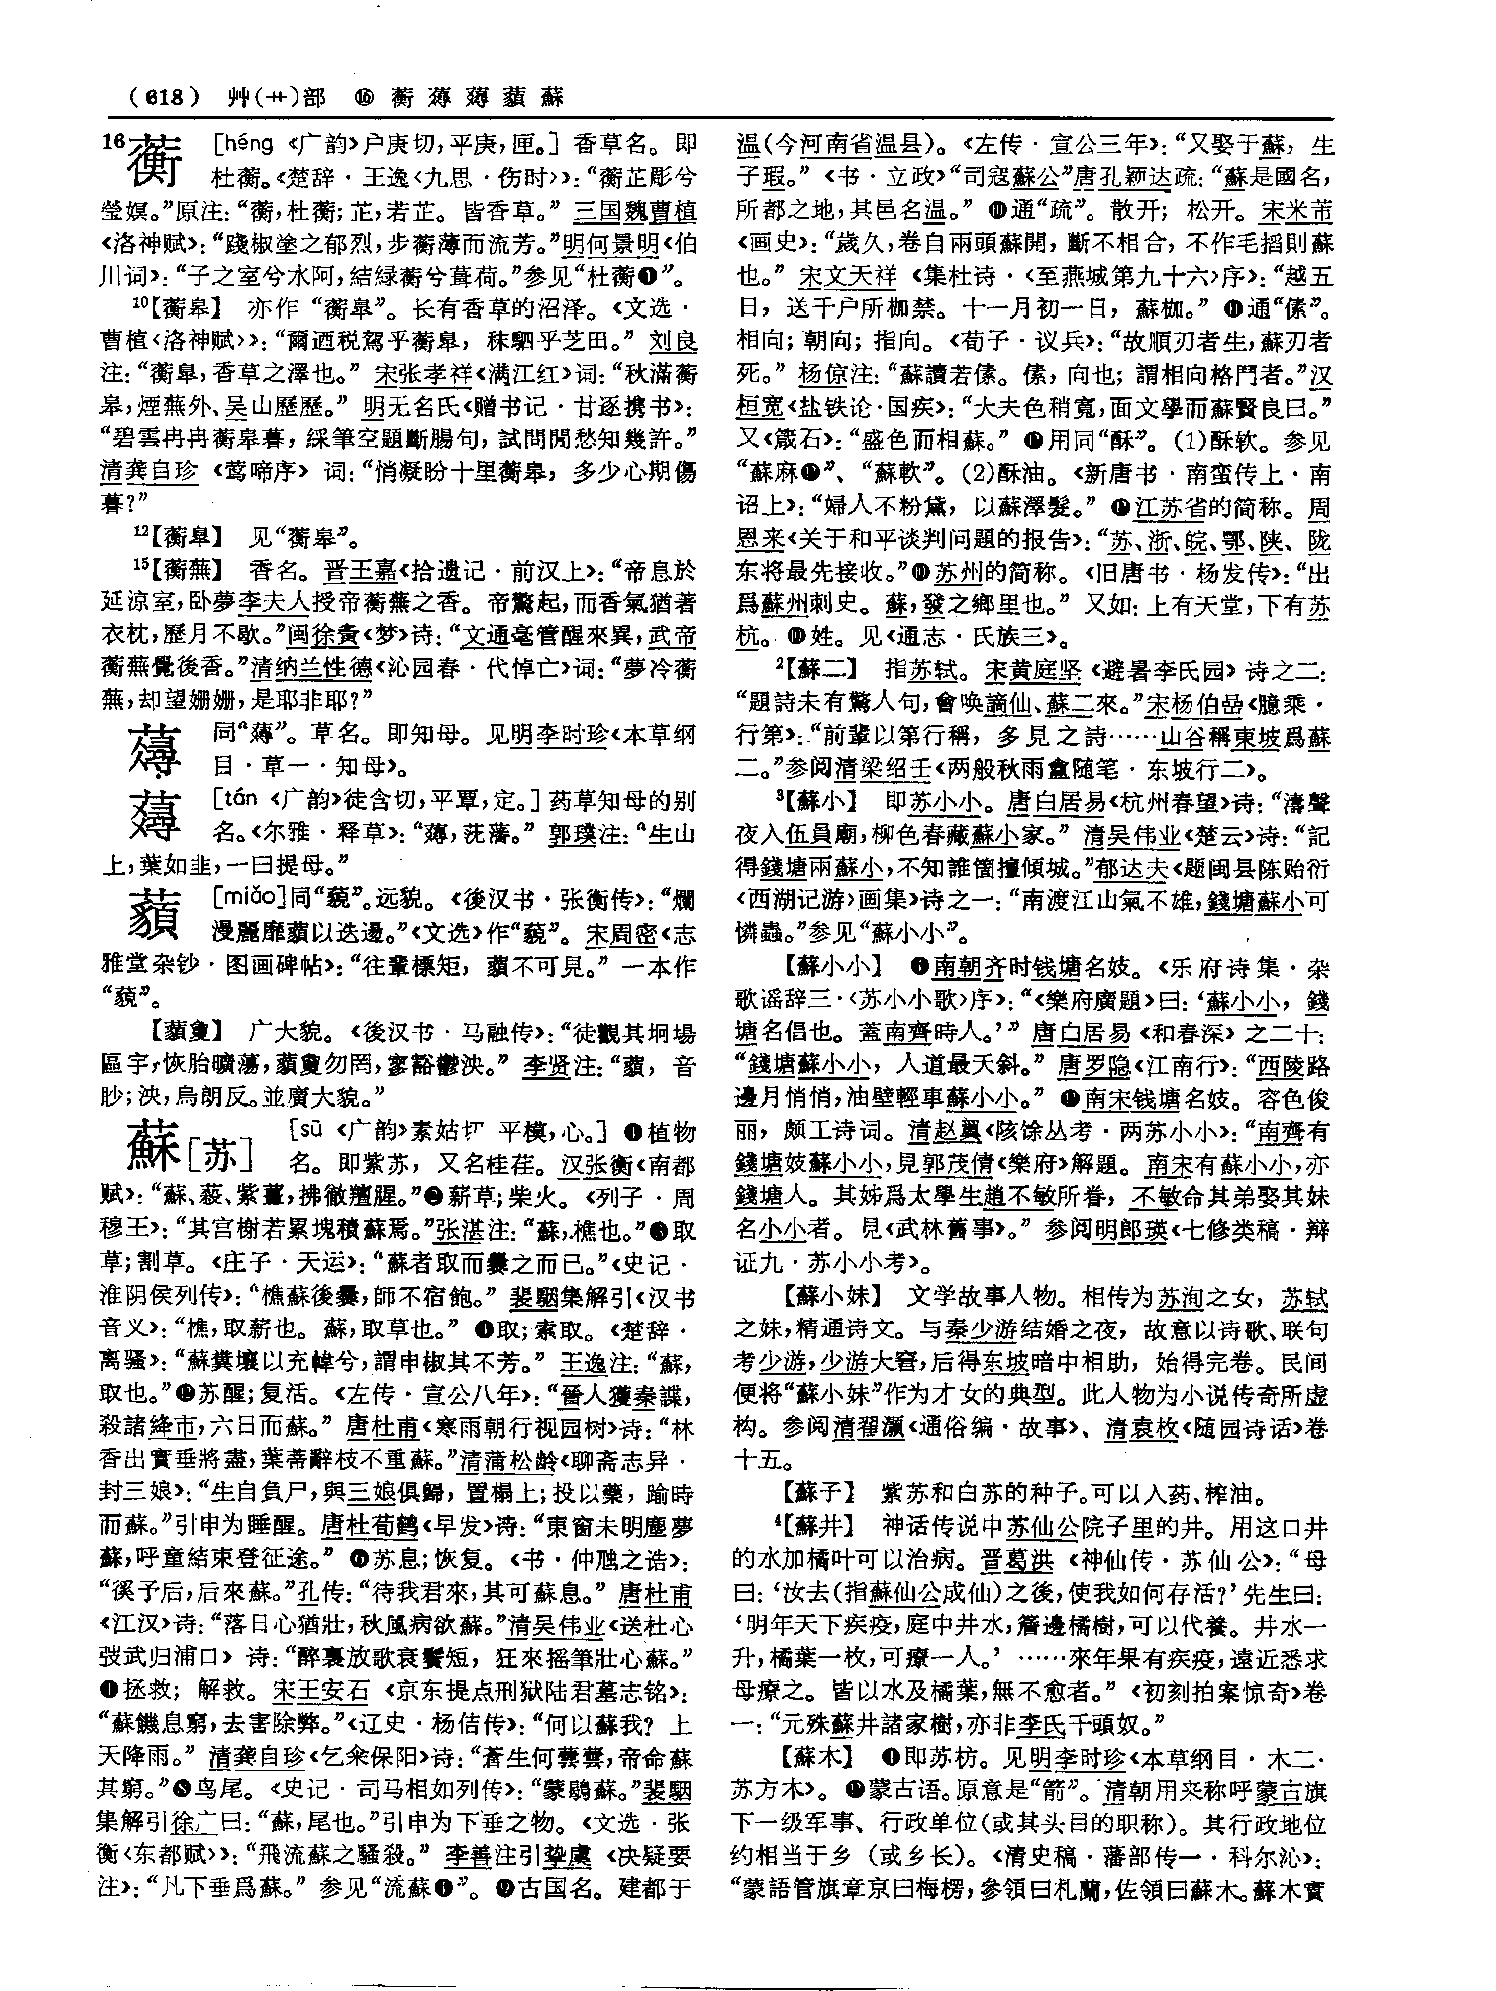 (618) 艸(艹)部 ⑯ 蘅 薚 蕁 藐 蘇
16蘅 [héng 《广韵》户庚切,平庚,匣。] 香草名。即
杜蘅。《楚辞·王逸〈九思·伤时〉》:“蘅芷彫兮
瑩嫇。”原注:“蘅,杜蘅;芷,若芷。皆香草。” 三国魏曹植
《洛神赋》:“踐椒塗之郁烈,步蘅薄而流芳。”明何景明《伯
川词》:“子之室兮水阿,結緑蘅兮葺荷。”参见“杜蘅❶”。
10【蘅皋】 亦作“蘅臯”。长有香草的沼泽。《文选·
曹植〈洛神赋〉》:“爾迺税駕乎蘅皋,秣駟乎芝田。” 刘良
注:“蘅皋,香草之澤也。” 宋张孝祥《满江红》词:“秋滿蘅
皋,煙蕪外、吴山歷歷。” 明无名氏《赠书记·甘逐携书》:
“碧雲冉冉蘅皋暮,綵筆空題斷腸句,試問閒愁知幾許。”
清龚自珍《莺啼序》词:“悄凝盼十里蘅皋,多少心期傷
暮?”
12【蘅臯】 见“蘅皋”。
15【蘅蕪】 香名。晋王嘉《拾遗记·前汉上》:“帝息於
延涼室,卧夢李夫人授帝蘅蕪之香。帝驚起,而香氣猶著
衣枕,歷月不歇。”闽徐夤《梦》诗:“文通毫管醒來異,武帝
蘅蕪覺後香。”清纳兰性德《沁园春·代悼亡》词:“夢冷蘅
蕪,却望姍姍,是耶非耶?”
同“薚”。草名。即知母。见明李时珍《本草纲
目·草一·知母》。
[tán 《广韵》徒含切,平覃,定。]药草知母的别
名。《尔雅·释草》:“,莐藩。” 郭璞注:“生山
上,葉如韭,一曰提母。”
[miǎo]同“藐”。远貌。《後汉书·张衡传》:“爛
漫麗靡以迭逷。”《文选》作“藐”。宋周密《志
雅堂杂钞·图画碑帖》:“往輩標矩,不可見。” 一本作
“藐”。
广大貌。《後汉书·马融传》:“徒觀其坰場
區宇,恢胎曠蕩,勿罔,寥豁鬱泱。” 李贤注:“,音
眇;泱,烏朗反。並廣大貌。”
蘇[苏] [sū 《广韵》素姑切,平模,心。] ❶植物
名。即紫苏,又名桂荏。汉张衡《南都
赋》:“蘇、蔱、紫薑,拂徹羶腥。”❷薪草;柴火。《列子·周
穆王》:“其宫榭若累塊積蘇焉。”张湛注:“蘇,樵也。”❸取
草;割草。《庄子·天运》:“蘇者取而爨之而已。”《史记·
淮阴侯列传》:“樵蘇後爨,師不宿飽。” 裴駰集解引《汉书
音义》:“樵,取薪也。蘇,取草也。” ❹取;索取。《楚辞·
离骚》:“蘇糞壤以充幃兮,謂申椒其不芳。” 王逸注:“蘇,
取也。”❺苏醒;复活。《左传·宣公八年》:“晉人獲秦諜,
殺諸絳市,六日而蘇。” 唐杜甫《寒雨朝行视园树》诗:“林
香出實垂將盡,葉蒂辭枝不重蘇。”清蒲松龄《聊斋志异·
封三娘》:“生自負尸,與三娘俱歸,置榻上;投以藥,踰時
而蘇。”引申为睡醒。唐杜荀鹤《早发》诗:“東窗未明塵夢
蘇,呼童結束登征途。” ❻苏息;恢复。《书·仲虺之诰》:
“徯予后,后來蘇。”孔传:“待我君來,其可蘇息。” 唐杜甫
《江汉》诗:“落日心猶壯,秋風病欲蘇。”清吴伟业《送杜心
弢武归浦口》诗:“醉裏放歌衰鬢短,狂來摇筆壯心蘇。”
❼拯救;解救。宋王安石《京东提点刑狱陆君墓志铭》:
“蘇饑息窮,去害除弊。”《辽史·杨佶传》:“何以蘇我?上
天降雨。” 清龚自珍《乞籴保阳》诗:“蒼生何蕓蕓,帝命蘇
其窮。”❽鸟尾。《史记·司马相如列传》:“蒙鶡蘇。”裴駰
集解引徐广曰:“蘇,尾也。”引申为下垂之物。《文选·张
衡〈东都赋〉》:“飛流蘇之騷殺。” 李善注引挚虞《决疑要
注》:“凡下垂爲蘇。” 参见“流蘇❶”。❾古国名。建都于
温(今河南省温县)。《左传·宣公三年》:“又娶于蘇,生
子瑕。”《书·立政》“司寇蘇公”唐孔颖达疏:“蘇是國名,
所都之地,其邑名温。” ❿通“疏”。散开;松开。宋米芾
《画史》:“歲久,卷自兩頭蘇開,斷不相合,不作毛搯則蘇
也。” 宋文天祥《集杜诗·〈至燕城第九十六〉序》:“越五
日,送千户所枷禁。十一月初一日,蘇枷。” ⓫通“傃”。
相向;朝向;指向。《荀子·议兵》:“故順刃者生,蘇刃者
死。” 杨倞注:“蘇讀若傃。傃,向也;謂相向格鬥者。”汉
桓宽《盐铁论·国疾》:“大夫色稍寬,面文學而蘇賢良曰。”
又《箴石》:“盛色而相蘇。” ⓬用同“酥”。(1)酥软。参见
“蘇麻❶”、“蘇軟”。(2)酥油。《新唐书·南蛮传上·南
诏上》:“婦人不粉黛,以蘇澤髮。” ⓭江苏省的简称。周
恩来《关于和平谈判问题的报告》:“苏、浙、皖、鄂、陕、陇
东将最先接收。”⓮苏州的简称。《旧唐书·杨发传》:“出
爲蘇州刺史。蘇,發之鄉里也。” 又如:上有天堂,下有苏
杭。⓯姓。见《通志·氏族三》。
2【蘇二】 指苏轼。宋黄庭坚《避暑李氏园》诗之二:
“題詩未有驚人句,會唤謫仙、蘇二來。”宋杨伯嵒《臆乘·
行第》:“前輩以第行稱,多見之詩……山谷稱東坡爲蘇
二。”参阅清梁绍壬《两般秋雨盦随笔·东坡行二》。
3【蘇小】 即苏小小。唐白居易《杭州春望》诗:“濤聲
夜入伍員廟,柳色春藏蘇小家。” 清吴伟业《楚云》诗:“記
得錢塘兩蘇小,不知誰箇擅傾城。”郁达夫《题闽县陈贻衍
〈西湖记游〉画集》诗之一:“南渡江山氣不雄,錢塘蘇小可
憐蟲。”参见“蘇小小”。
【蘇小小】 ❶南朝齐时钱塘名妓。《乐府诗集·杂
歌谣辞三·〈苏小小歌〉序》:“《樂府廣題》曰:‘蘇小小,錢
塘名倡也。蓋南齊時人。’” 唐白居易《和春深》之二十:
“錢塘蘇小小,人道最夭斜。” 唐罗隐《江南行》:“西陵路
邊月悄悄,油壁輕車蘇小小。” ❷南宋钱塘名妓。容色俊
丽,颇工诗词。清赵翼《陔馀丛考·两苏小小》:“南齊有
錢塘妓蘇小小,見郭茂倩《樂府》解題。南宋有蘇小小,亦
錢塘人。其姊爲太學生趙不敏所眷,不敏命其弟娶其妹
名小小者。見《武林舊事》。” 参阅明郎瑛《七修类稿·辩
证九·苏小小考》。
【蘇小妹】 文学故事人物。相传为苏洵之女,苏轼
之妹,精通诗文。与秦少游结婚之夜,故意以诗歌、联句
考少游,少游大窘,后得东坡暗中相助,始得完卷。民间
便将“蘇小妹”作为才女的典型。此人物为小说传奇所虚
构。参阅清翟灏《通俗编·故事》、清袁枚《随园诗话》卷
十五。
【蘇子】 紫苏和白苏的种子。可以入药、榨油。
4【蘇井】 神话传说中苏仙公院子里的井。用这口井
的水加橘叶可以治病。晋葛洪《神仙传·苏仙公》:“母
曰:‘汝去(指蘇仙公成仙)之後,使我如何存活?’先生曰:
‘明年天下疾疫,庭中井水,簷邊橘樹,可以代養。井水一
升,橘葉一枚,可療一人。’ ……來年果有疾疫,遠近悉求
母療之。皆以水及橘葉,無不愈者。”《初刻拍案惊奇》卷
一:“元殊蘇井諸家樹,亦非李氏千頭奴。”
【蘇木】 ❶即苏枋。见明李时珍《本草纲目·木二·
苏方木》。❷蒙古语。原意是“箭”。清朝用来称呼蒙古旗
下一级军事、行政单位(或其头目的职称)。其行政地位
约相当于乡(或乡长)。《清史稿·藩部传一·科尔沁》:
“蒙語管旗章京曰梅楞,參領曰札蘭,佐領曰蘇木。蘇木實